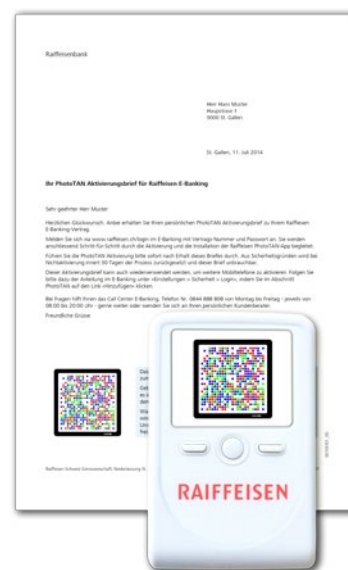 Raiffeisenbank
Herr Hans Muster
Hauptstrasse 1
9000 St. Gallen
St. Gallen, 11. Juli 2014
Ihr PhotoTAN Aktivierungsbrief für Raiffeisen E-Banking
Sehr geehrter Herr Muster
Herzlichen Glückwunsch. Anbei erhalten Sie Ihren persönlichen PhotoTAN Aktivierungsbrief zu Ihrem Raiffeisen
E-Banking-Vertrag.
Melden Sie sich via www.raiffeisen.ch/login im E-Banking mit Vertrags-Nummer und Passwort an. Sie werden
anschliessend Schritt-für-Schritt durch die Aktivierung und die Installation der Raiffeisen PhotoTAN-App begleitet.
Führen Sie die PhotoTAN Aktivierung bitte sofort nach Erhalt dieses Briefes durch. Aus Sicherheitsgründen wird bei
Nichtaktivierung innert 30 Tagen der Prozess zurückgesetzt und dieser Brief unbrauchbar.
Dieser Aktivierungsbrief kann auch wiederverwendet werden, um weitere Mobiltelefone zu aktivieren. Folgen Sie
bitte dazu der Anleitung im E-Banking unter «Einstellungen > Sicherheit > Login», indem Sie im Abschnitt
PhotoTAN auf den Link «Hinzufügen» klicken.
Bei Fragen hilft Ihnen das Call Center E-Banking, Telefon Nr. 0844 888 808 von Montag bis Freitag - jeweils von
08:00 bis 20:00 Uhr - gerne weiter oder wenden Sie sich an Ihren persönlichen Kundenberater.
Freundliche Grüsse
RAIFFEISEN